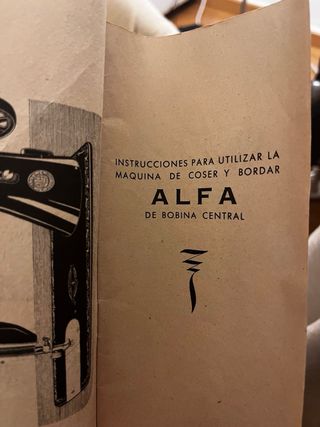 INSTRUCCIONES PARA UTILIZAR LA
MAQUINA DE COSER Y BORDAR
ALFA
DE BOBINA CENTRAL